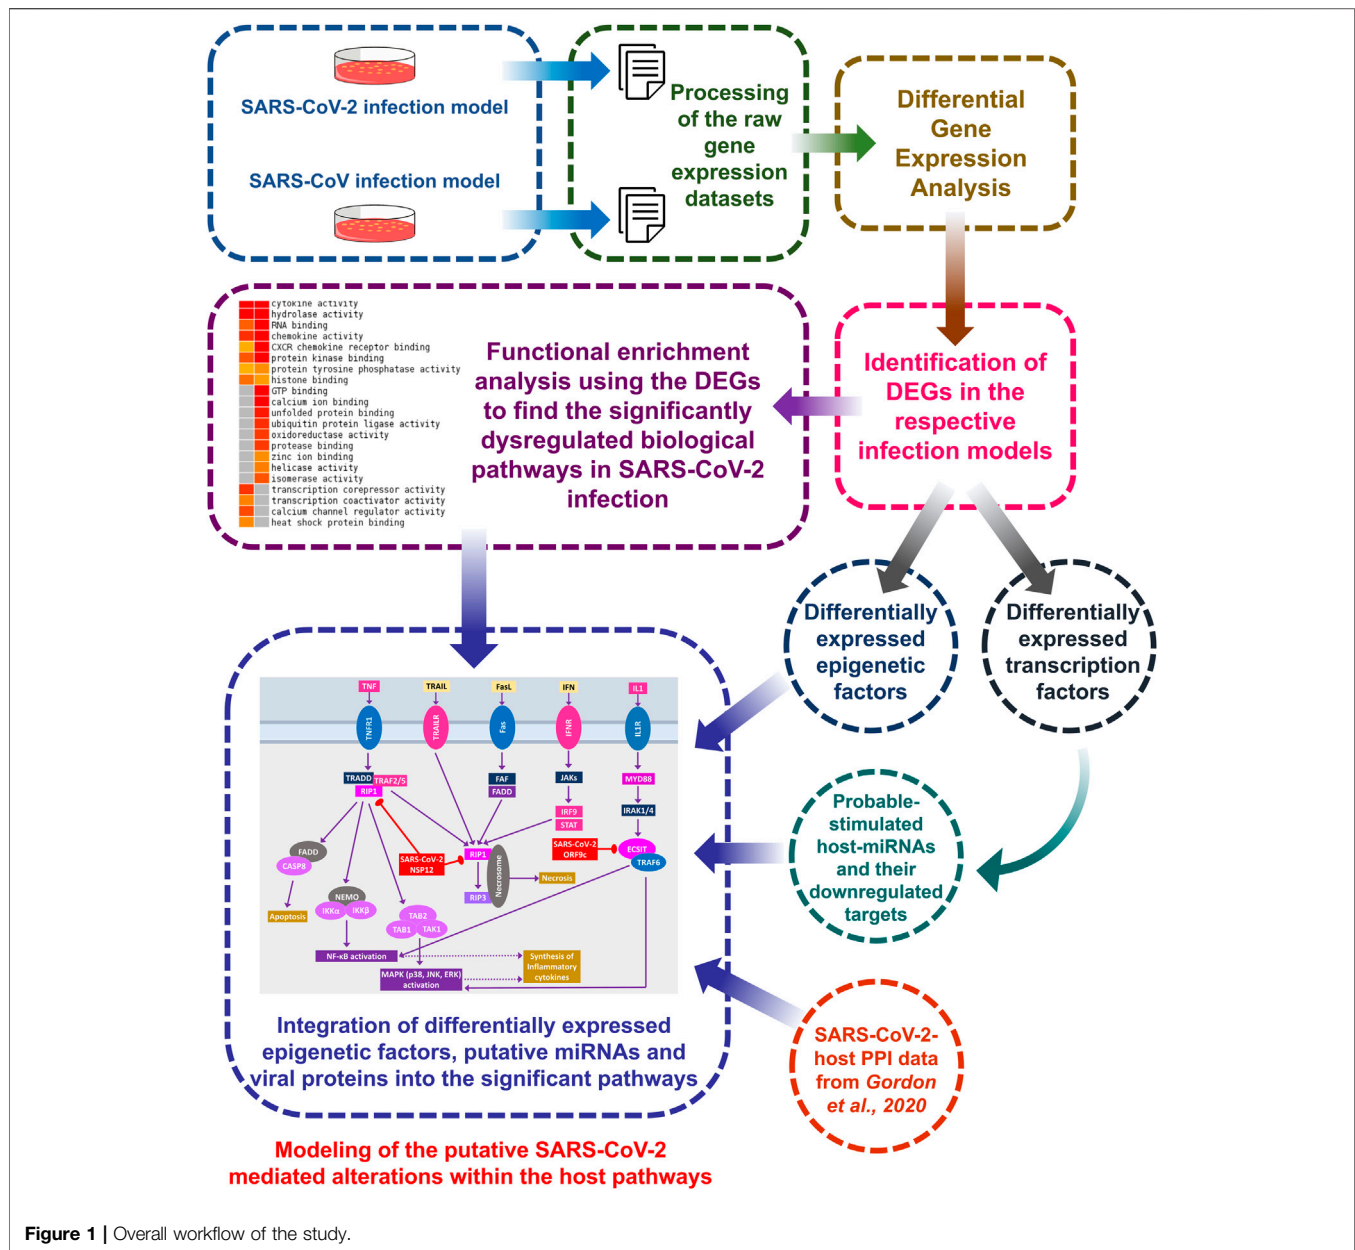 SARS-CoV-2 infection model
SARS-CoV infection model
Processing
of the raw
gene
expression
datasets
Differential
Gene
Expression
Analysis
cytokine activity
hydrolase activity
RNA binding
chemokine activity
CXCR chemokine receptor binding
protein kinase binding
protein tyrosine phosphatase activity
histone binding
GTP binding
calcium ion binding
unfolded protein binding
ubiquitin protein ligase activity
oxidoreductase activity
protease binding
zinc ion binding
helicase activity
isomerase activity
transcription corepressor activity
transcription coactivator activity
calcium channel regulator activity
heat shock protein binding
Functional enrichment
analysis using the DEGs
to find the significantly
dysregulated biological
pathways in SARS-CoV-2
infection
Identification of
DEGs in the
respective
infection models
Differentially
expressed
epigenetic
factors
Differentially
expressed
transcription
factors
TNF
TRAIL
FasL
IFN
IL1
TNFR1
TRAILR
Fas
IFNR
IL1R
TRADD
TRAF2/5
RIP1
FAF
FADD
JAKs
MYD88
IRF9
STAT
IRAK1/4
FADD
CASP8
SARS-CoV-2
NSP12
RIP1
SARS-CoV-2
ORF9c
ECSIT
TRAF6
Necrosome
Necrosis
RIP3
NEMO
IKKα
IKKβ
Apoptosis
TAB2
TAB1
TAK1
NF-κB activation
MAPK (p38, JNK, ERK)
activation
Synthesis of
Inflammatory
cytokines
Probable-
stimulated
host-miRNAs
and their
downregulated
targets
SARS-CoV-2-
host PPI data
from Gordon
et al., 2020
Integration of differentially expressed
epigenetic factors, putative miRNAs and
viral proteins into the significant pathways
Modeling of the putative SARS-CoV-2
mediated alterations within the host pathways
Figure 1 | Overall workflow of the study.